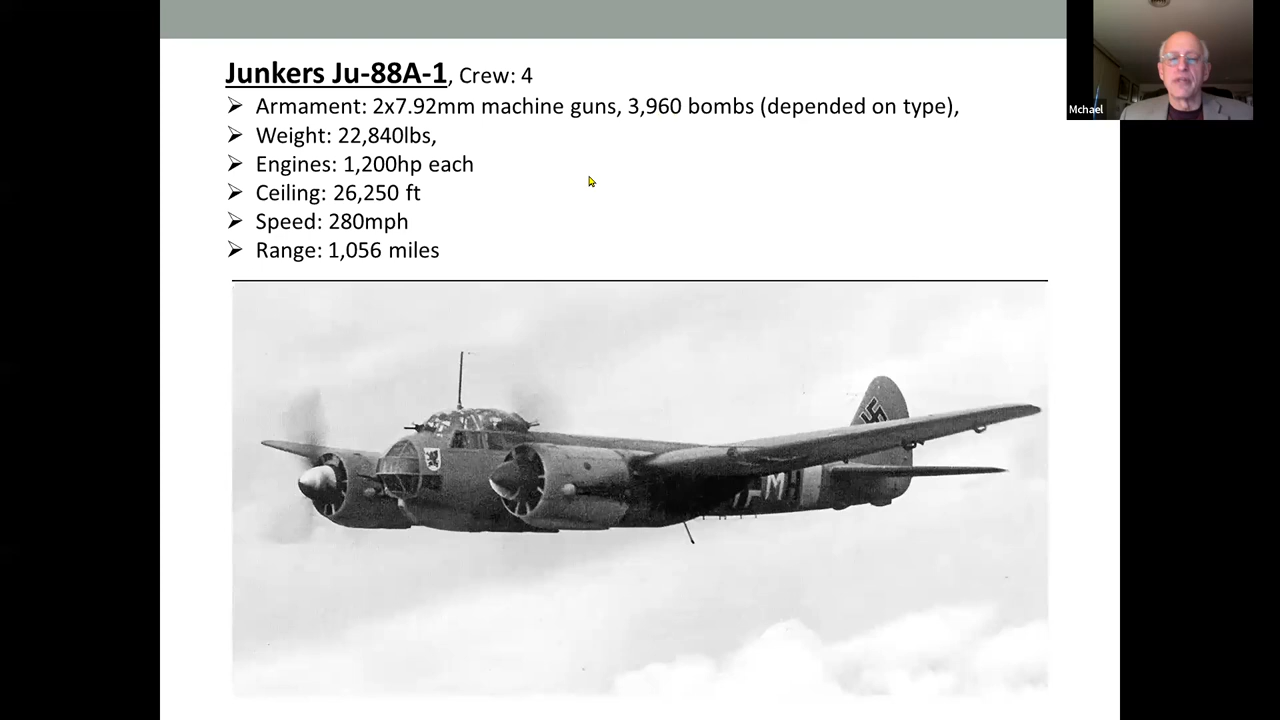 Junkers Ju-88A-1, Crew: 4
➢ Armament: 2x7.92mm machine guns, 3,960 bombs (depended on type),
➢ Weight: 22,840lbs,
➢ Engines: 1,200hp each
➢ Ceiling: 26,250 ft
➢ Speed: 280mph
➢ Range: 1,056 miles
Mchael
M